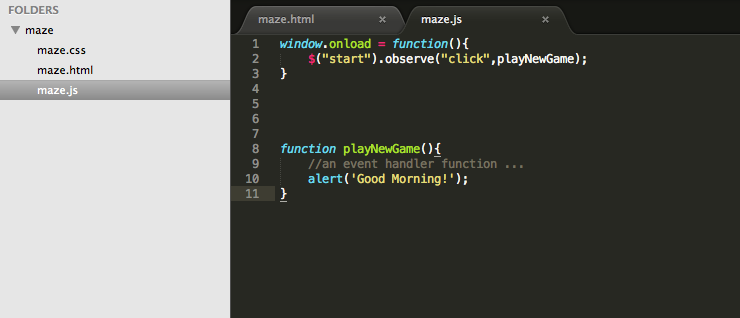 FOLDERS
maze
maze.css
maze.html
maze.js
maze.html ×
maze.js ×
1 window.onload = function(){
2     $("start").observe("click",playNewGame);
3 }
4
5
6
7
8 function playNewGame(){
9     //an event handler function ...
10     alert('Good Morning!');
11 }